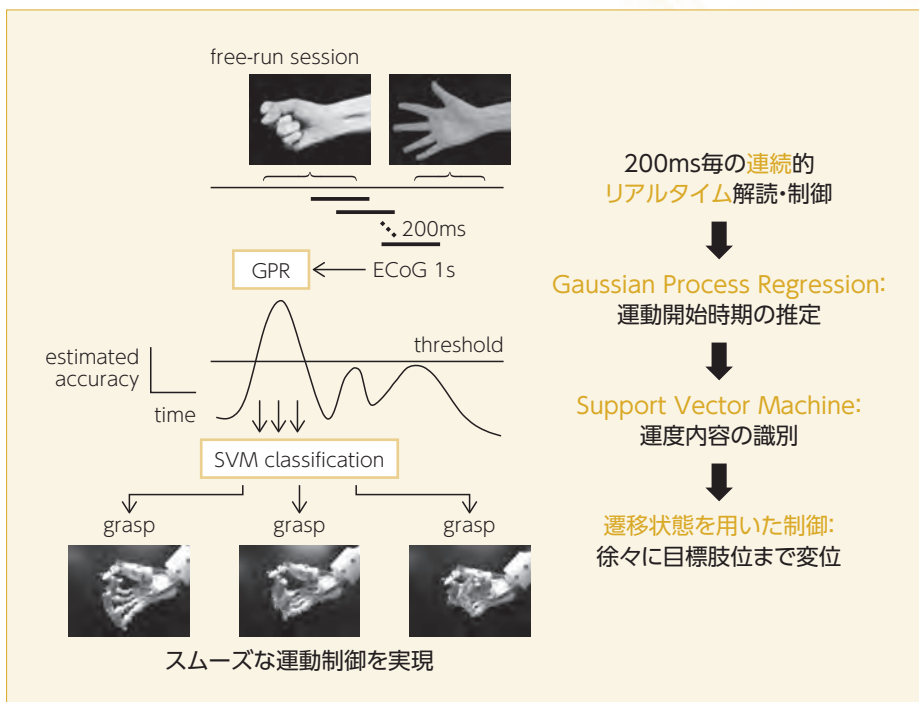 free-run session
200ms
GPR
ECoG 1s
threshold
estimated
accuracy
time
SVM classification
grasp
grasp
grasp
スムーズな運動制御を実現
200ms毎の連続的
リアルタイム解読・制御
Gaussian Process Regression:
運動開始時期の推定
Support Vector Machine:
運度内容の識別
遷移状態を用いた制御:
徐々に目標肢位まで変位